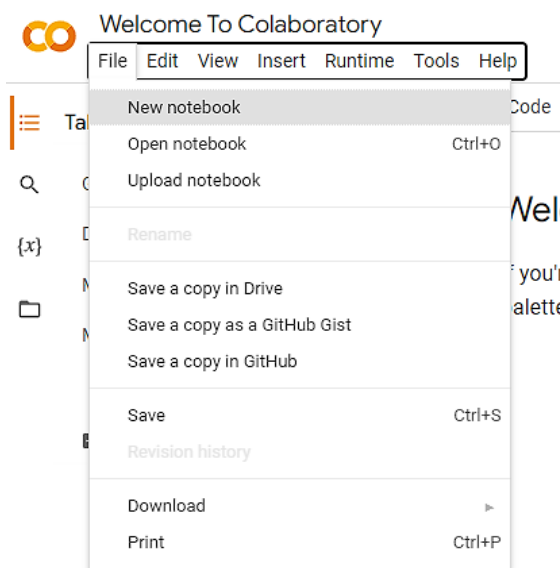 Welcome To Colaboratory
File Edit View Insert Runtime Tools Help
New notebook
Open notebook Ctrl+O
Upload notebook
Rename
Save a copy in Drive
Save a copy as a GitHub Gist
Save a copy in GitHub
Save Ctrl+S
Revision history
Download
Print Ctrl+P
{x}
Code